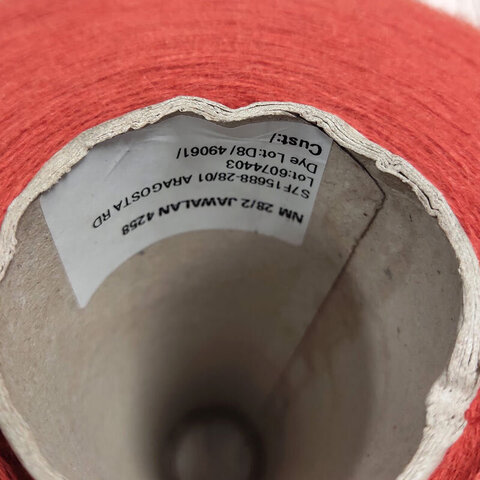 NM 28/2 JAWALAN 4258
S7F15688-28/01 ARAGOSTA RD
Lot:6074403
Dye Lot:D8/ 49061/
Cust:/